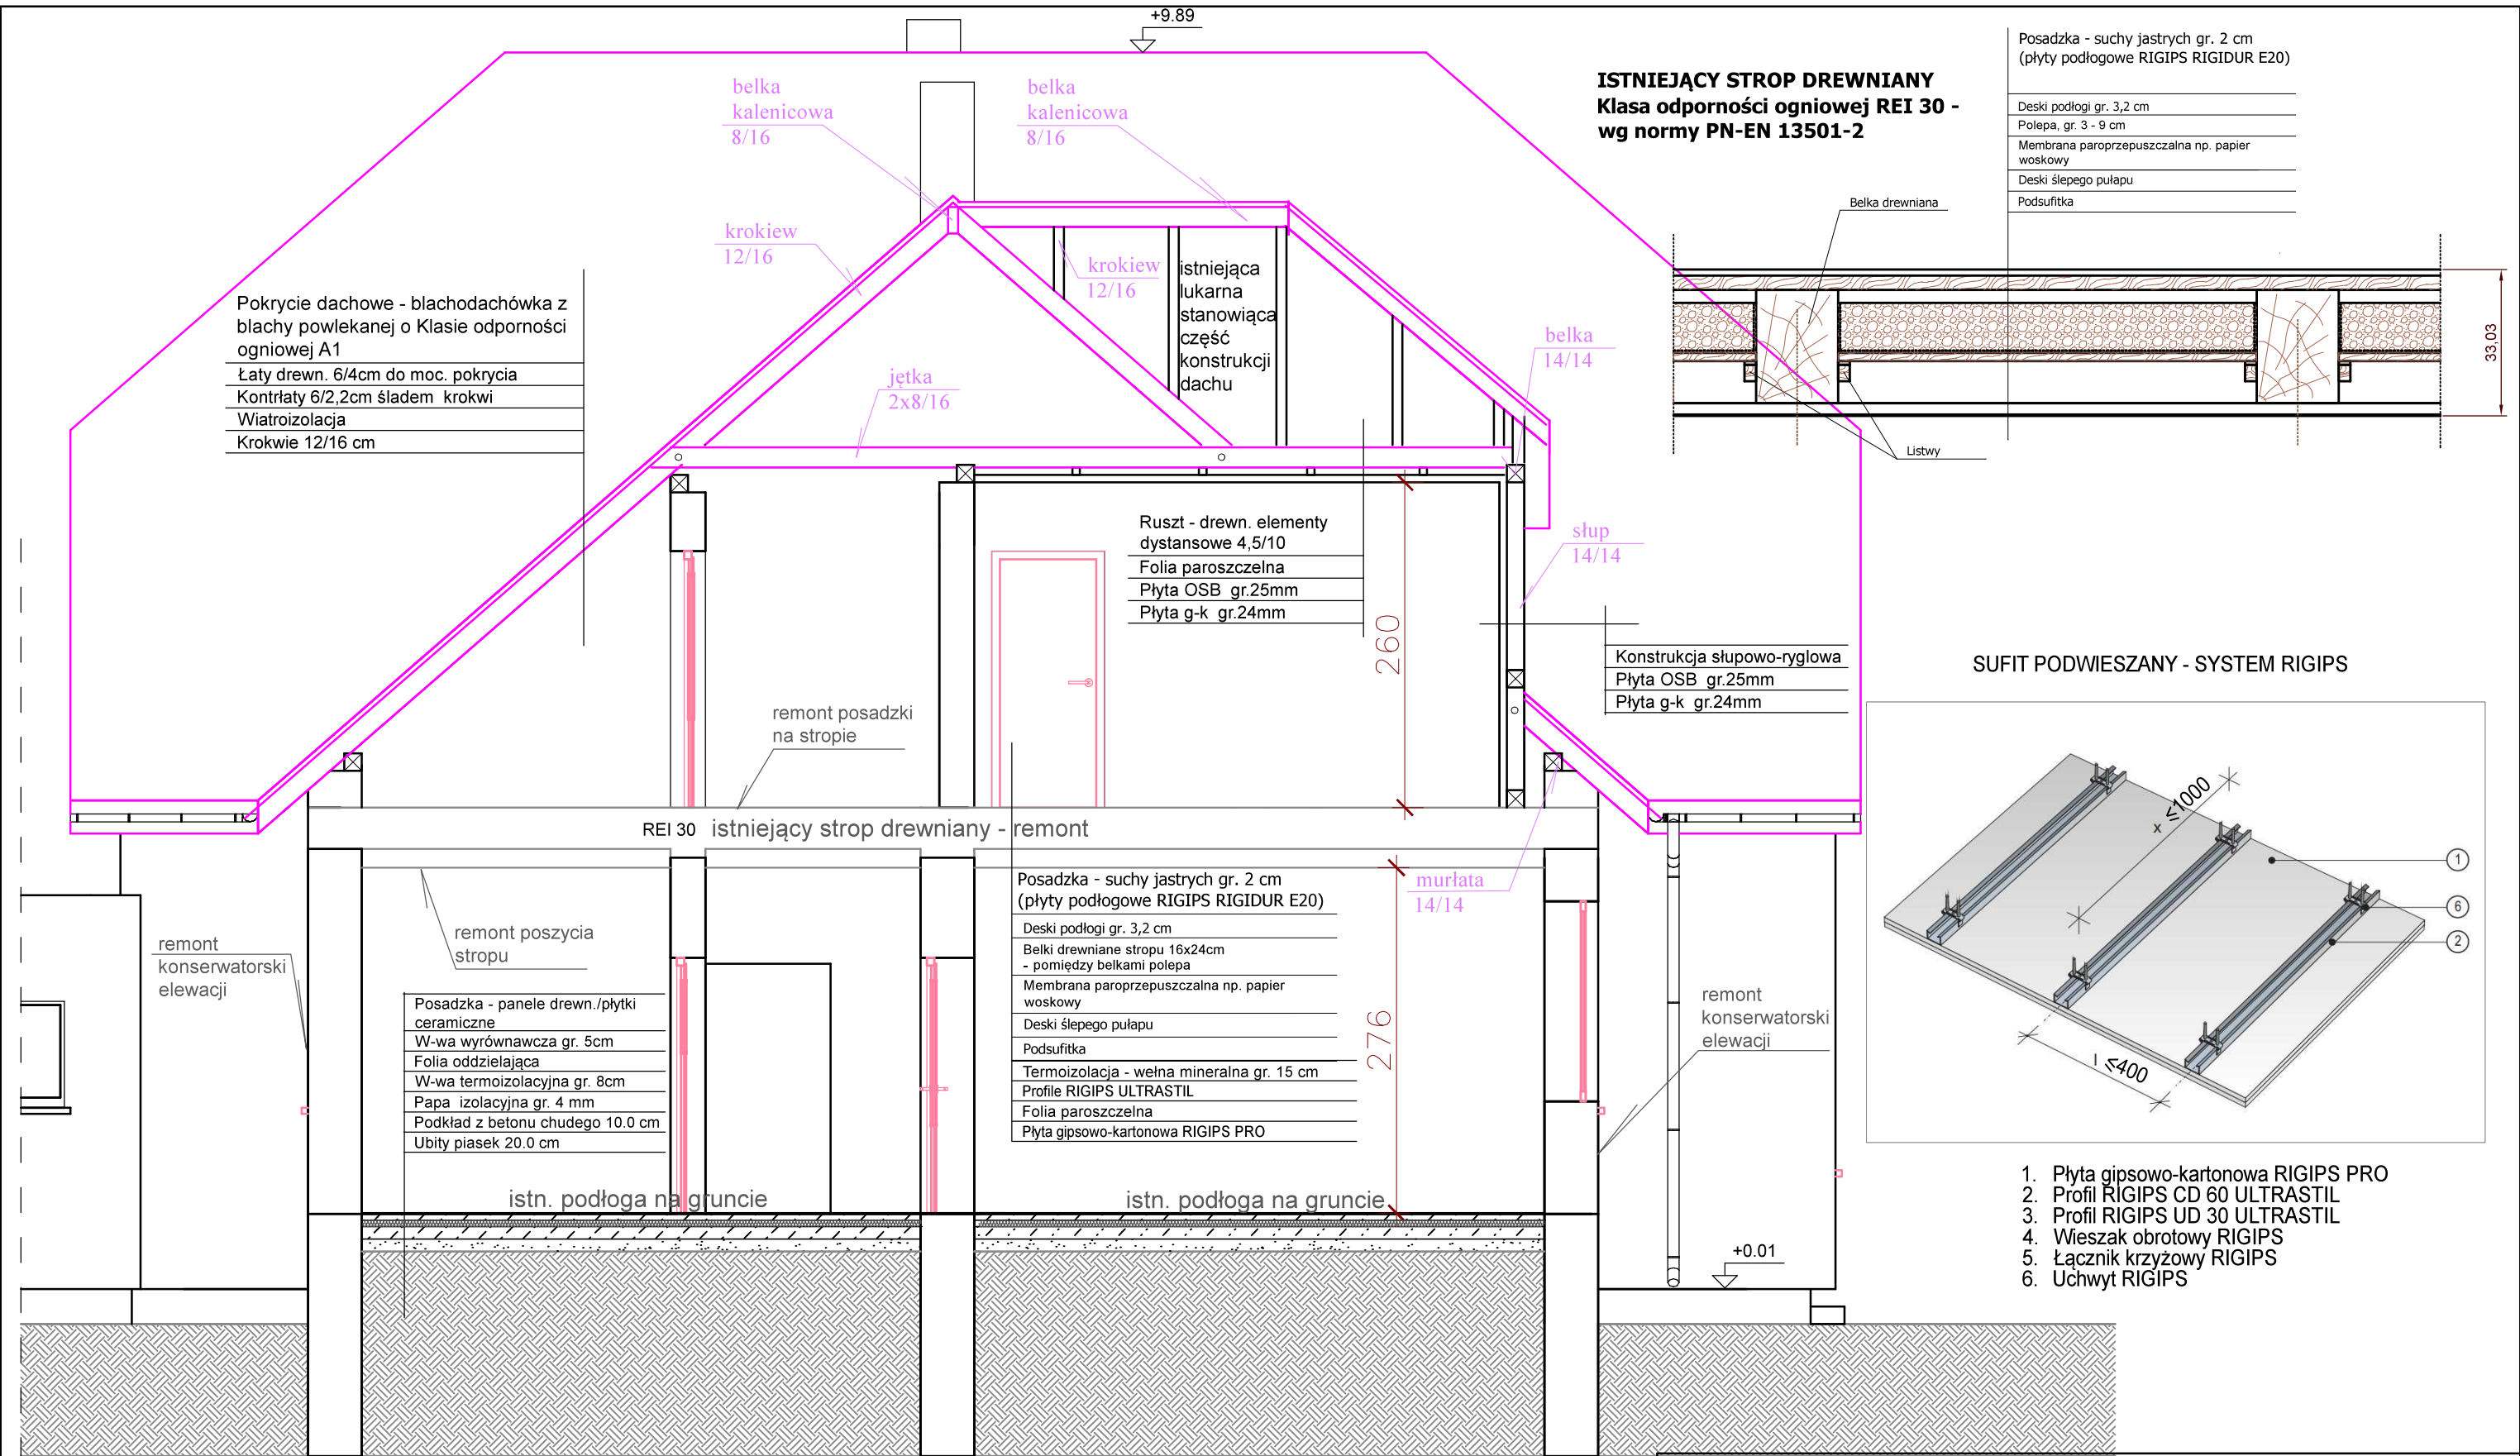 +9.89
belka
kalenicowa
8/16
belka
kalenicowa
8/16
krokiew
12/16
krokiew
12/16
istniejąca
lukarna
stanowiąca
część
konstrukcji
dachu
jętka
2x8/16
belka
14/14
słup
14/14
Pokrycie dachowe - blachodachówka z
blachy powlekanej o Klasie odporności
ogniowej A1
Łaty drewn. 6/4cm do moc. pokrycia
Kontrłaty 6/2,2cm śladem krokwi
Wiatroizolacja
Krokwie 12/16 cm
ISTNIEJĄCY STROP DREWNIANY
Klasa odporności ogniowej REI 30 -
wg normy PN-EN 13501-2
Posadzka - suchy jastrych gr. 2 cm
(płyty podłogowe RIGIPS RIGIDUR E20)
Deski podłogi gr. 3,2 cm
Polepa, gr. 3 - 9 cm
Membrana paroprzepuszczalna np. papier
woskowy
Deski ślepego pułapu
Podsufitka
Belka drewniana
33,03
Listwy
Ruszt - drewn. elementy
dystansowe 4,5/10
Folia paroszczelna
Płyta OSB gr.25mm
Płyta g-k gr.24mm
260
Konstrukcja słupowo-ryglowa
Płyta OSB gr.25mm
Płyta g-k gr.24mm
remont posadzki
na stropie
REI 30 istniejący strop drewniany - remont
remont poszycia
stropu
remont
konserwatorski
elewacji
Posadzka - panele drewn./płytki
ceramiczne
W-wa wyrównawcza gr. 5cm
Folia oddzielająca
W-wa termoizolacyjna gr. 8cm
Papa izolacyjna gr. 4 mm
Podkład z betonu chudego 10.0 cm
Ubity piasek 20.0 cm
Posadzka - suchy jastrych gr. 2 cm
(płyty podłogowe RIGIPS RIGIDUR E20)
Deski podłogi gr. 3,2 cm
Belki drewniane stropu 16x24cm
- pomiędzy belkami polepa
Membrana paroprzepuszczalna np. papier
woskowy
Deski ślepego pułapu
Podsufitka
Termoizolacja - wełna mineralna gr. 15 cm
Profile RIGIPS ULTRASTIL
Folia paroszczelna
Płyta gipsowo-kartonowa RIGIPS PRO
276
murłata
14/14
remont
konserwatorski
elewacji
istn. podłoga na gruncie
istn. podłoga na gruncie
+0.01
SUFIT PODWIESZANY - SYSTEM RIGIPS
x ≤1000
1
6
2
l ≤400
1. Płyta gipsowo-kartonowa RIGIPS PRO
2. Profil RIGIPS CD 60 ULTRASTIL
3. Profil RIGIPS UD 30 ULTRASTIL
4. Wieszak obrotowy RIGIPS
5. Łącznik krzyżowy RIGIPS
6. Uchwyt RIGIPS